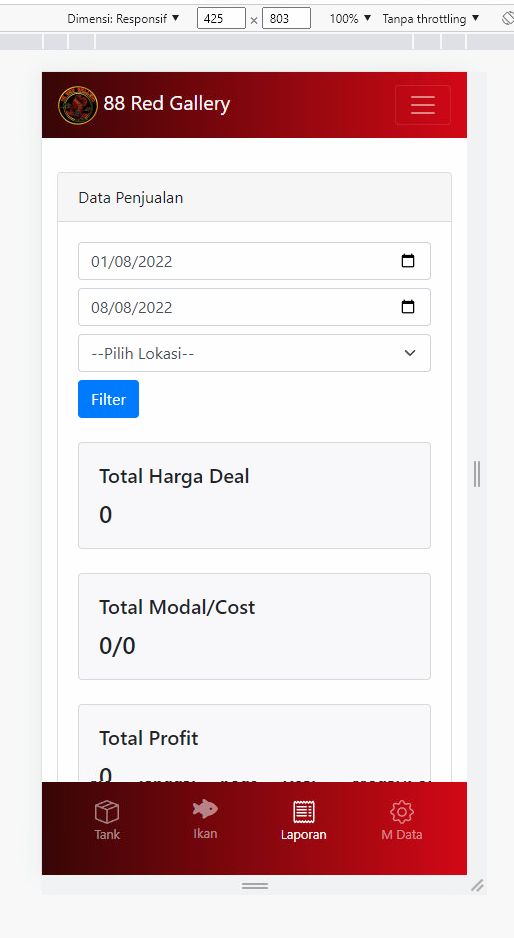 Dimensi: Responsif ▼ 425 × 803 100% ▼ Tanpa throttling ▼
88 Red Gallery
Data Penjualan
01/08/2022
08/08/2022
--Pilih Lokasi--
Filter
Total Harga Deal
0
Total Modal/Cost
0/0
Total Profit
0
Tank Ikan Laporan M Data